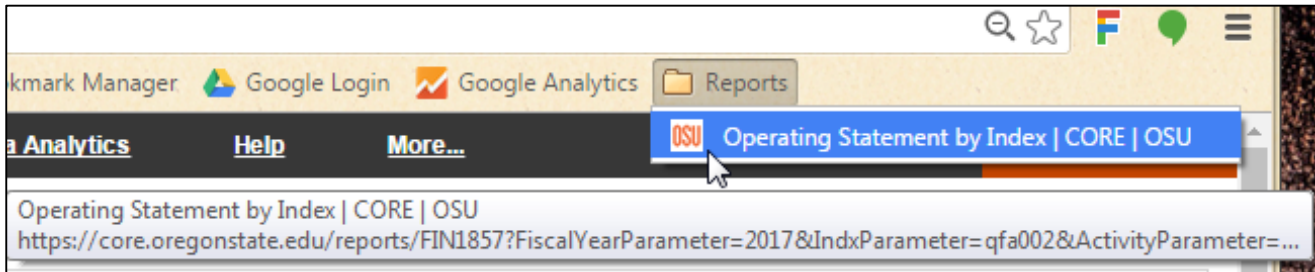 kmark Manager Google Login Google Analytics Reports
a Analytics Help More... OSU Operating Statement by Index | CORE | OSU
Operating Statement by Index | CORE | OSU
https://core.oregonstate.edu/reports/FIN1857?FiscalYearParameter=2017&IndxParameter=qfa002&ActivityParameter=...